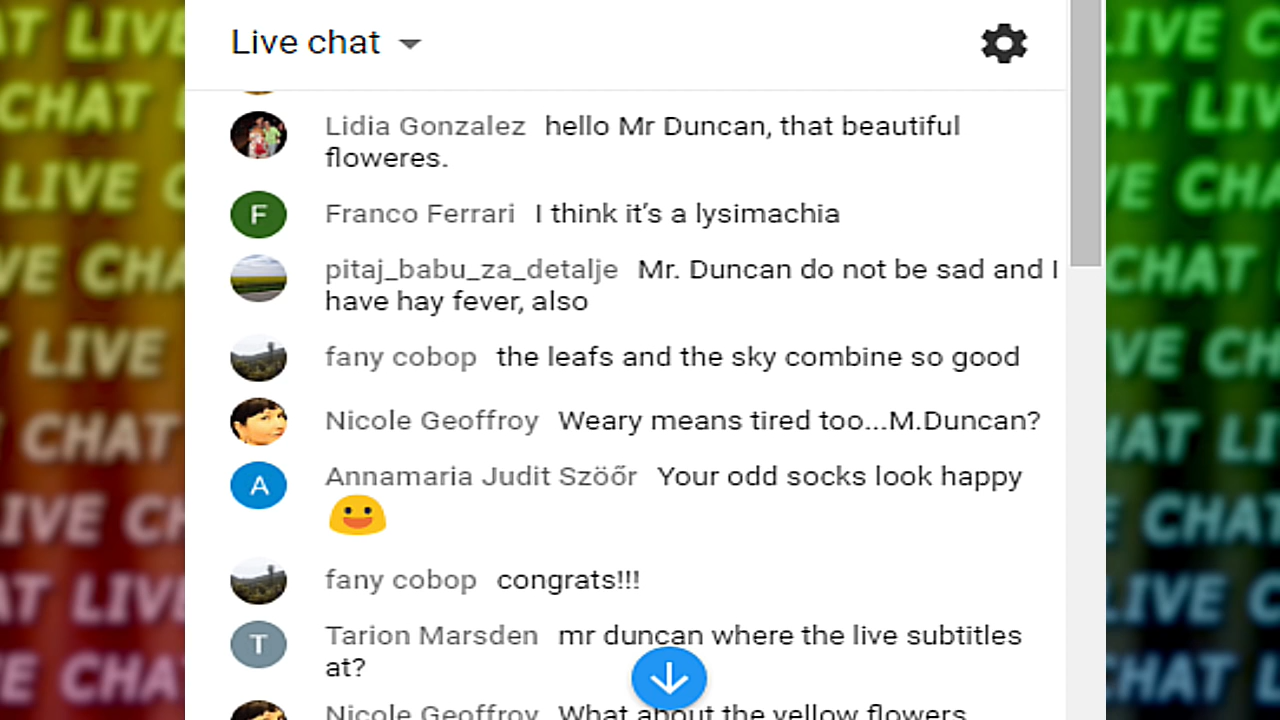 Live chat
Lidia Gonzalez hello Mr Duncan, that beautiful
floweres.
F Franco Ferrari I think it's a lysimachia
pitaj_babu_za_detalje Mr. Duncan do not be sad and I
have hay fever, also
fany cobop the leafs and the sky combine so good
Nicole Geoffroy Weary means tired too...M.Duncan?
A Annamaria Judit Szöőr Your odd socks look happy
😃
fany cobop congrats!!!
T Tarion Marsden mr duncan where the live subtitles
at?
Nicole Geoffroy What about the yellow flowers